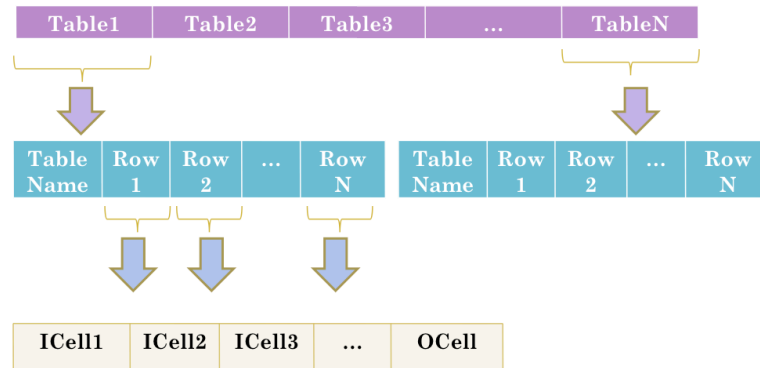 Table1 Table2 Table3 ... TableN
Table Name Row 1 Row 2 ... Row N Table Name Row 1 Row 2 ... Row N
ICell1 ICell2 ICell3 ... OCell